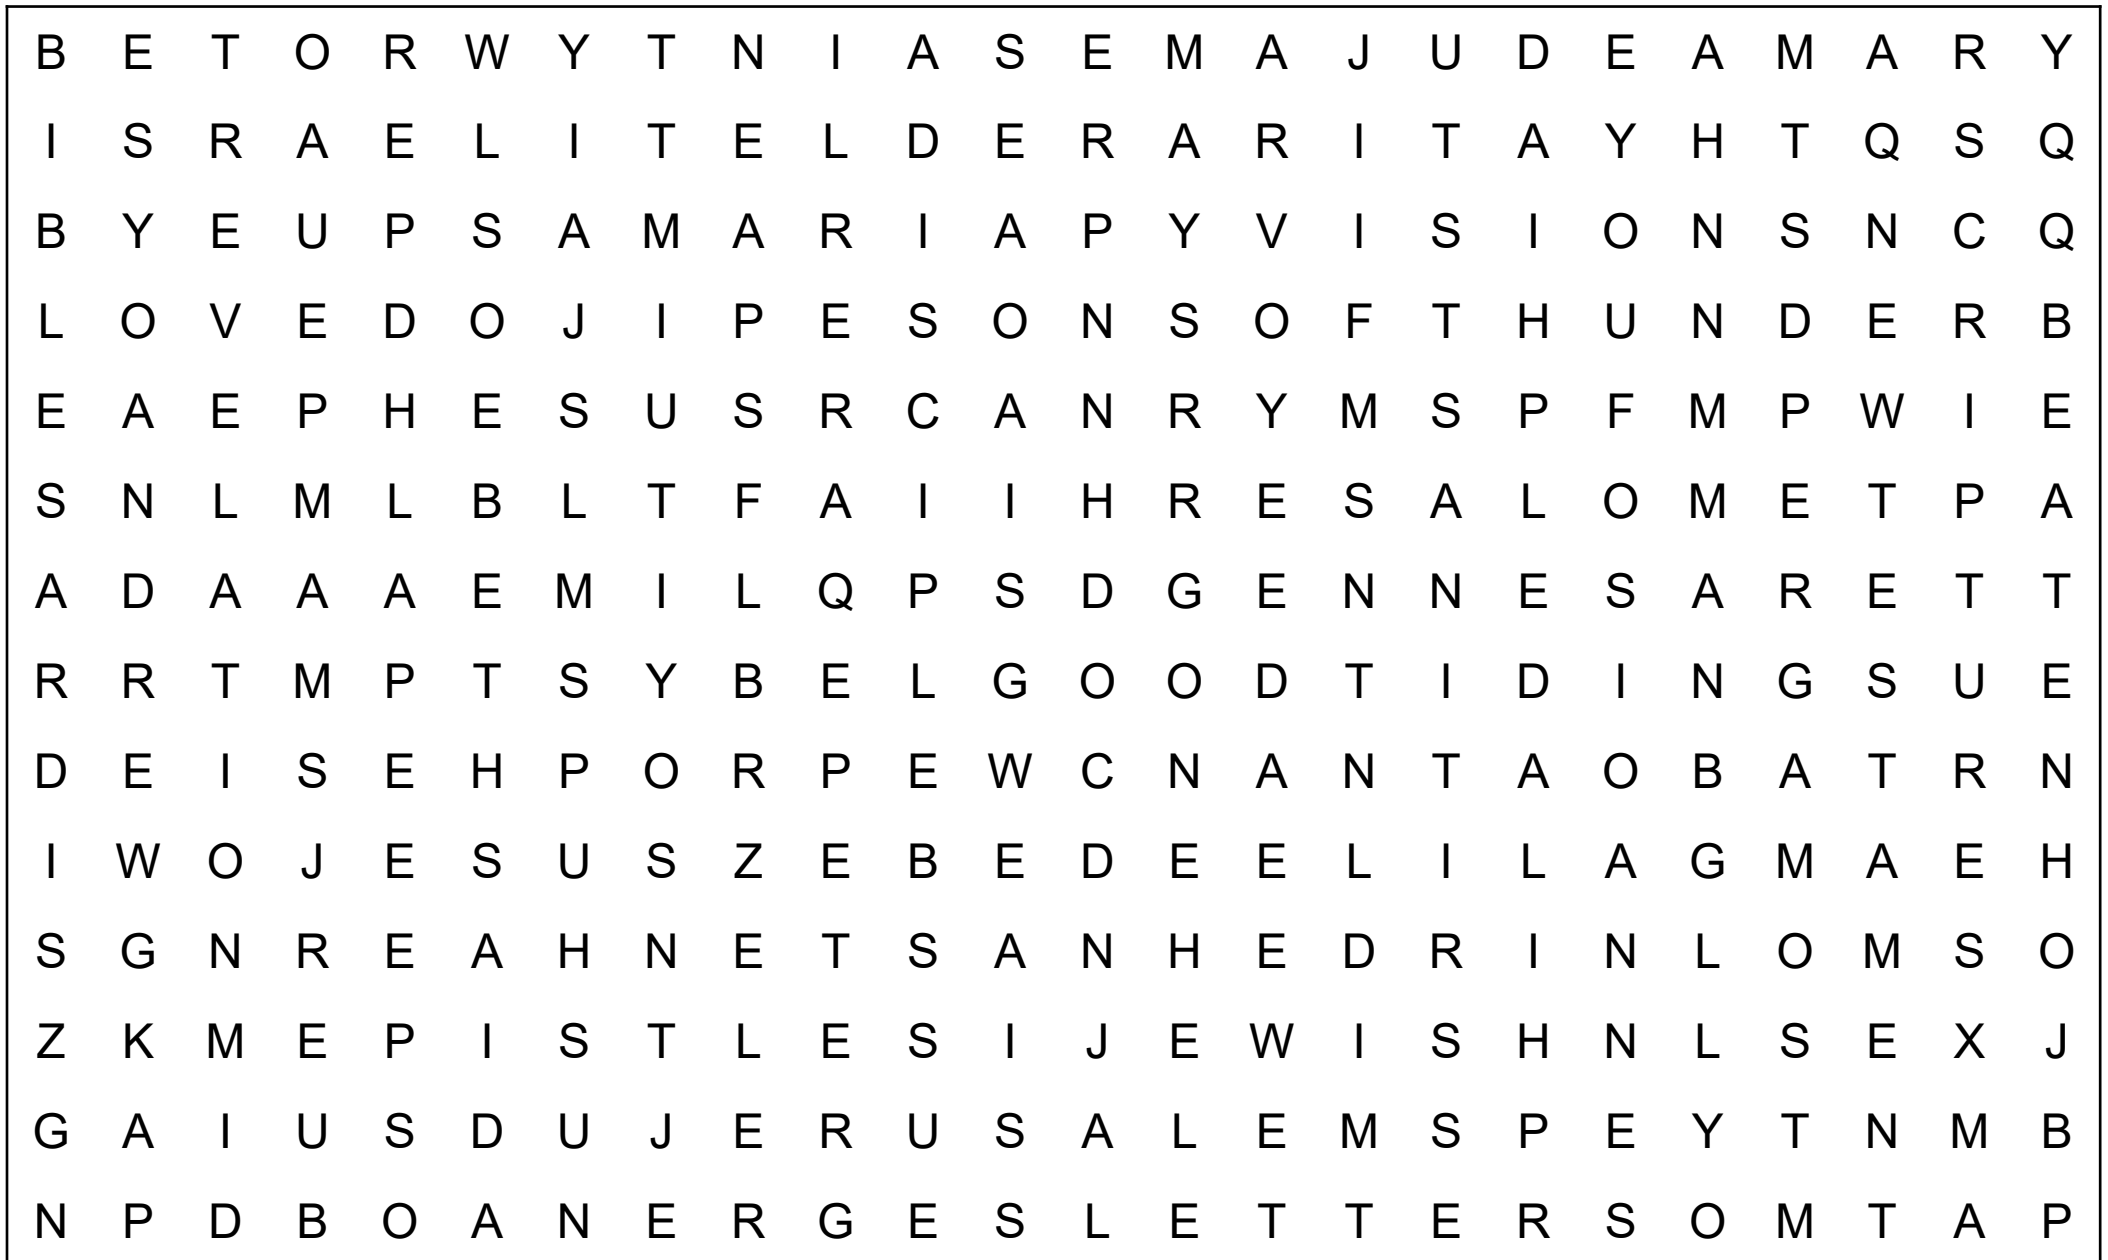 B E T O R W Y T N I A S E M A J U D E A M A R Y
I S R A E L I T E L D E R A R I T A Y H T Q S Q
B Y E U P S A M A R I A P Y V I S I O N S N C Q
L O V E D O J I P E S O N S O F T H U N D E R B
E A E P H E S U S R C A N R Y M S P F M P W I E
S N L M L B L T F A I I H R E S A L O M E T P A
A D A A A E M I L Q P S D G E N N E S A R E T T
R R T M P T S Y B E L G O O D T I D I N G S U E
D E I S E H P O R P E W C N A N T A O B A T R N
I W O J E S U S Z E B E D E E L I L A G M A E H
S G N R E A H N E T S A N H E D R I N L O M S O
Z K M E P I S T L E S I J E W I S H N L S E X J
G A I U S D U J E R U S A L E M S P E Y T N M B
N P D B O A N E R G E S L E T T E R S O M T A P